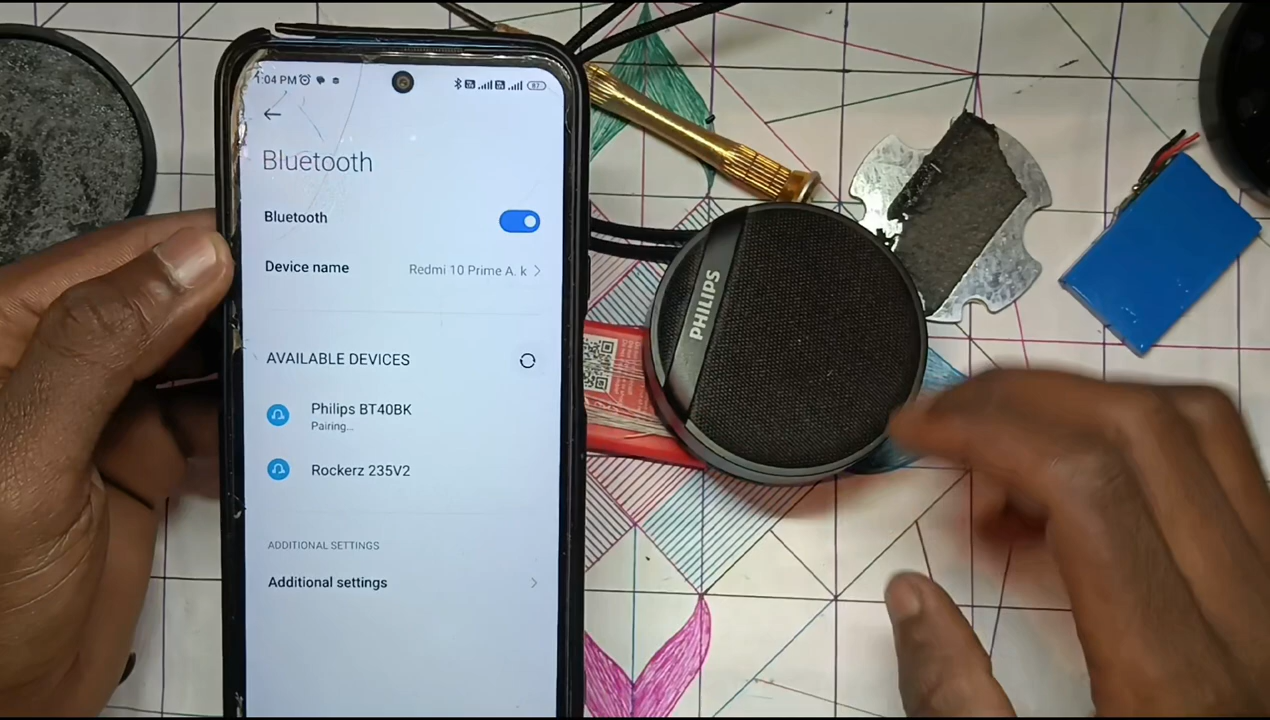 1:04 PM
87
Bluetooth
Bluetooth
Device name
Redmi 10 Prime A. k
AVAILABLE DEVICES
Philips BT40BK
Pairing...
Rockerz 235V2
ADDITIONAL SETTINGS
Additional settings
PHILIPS